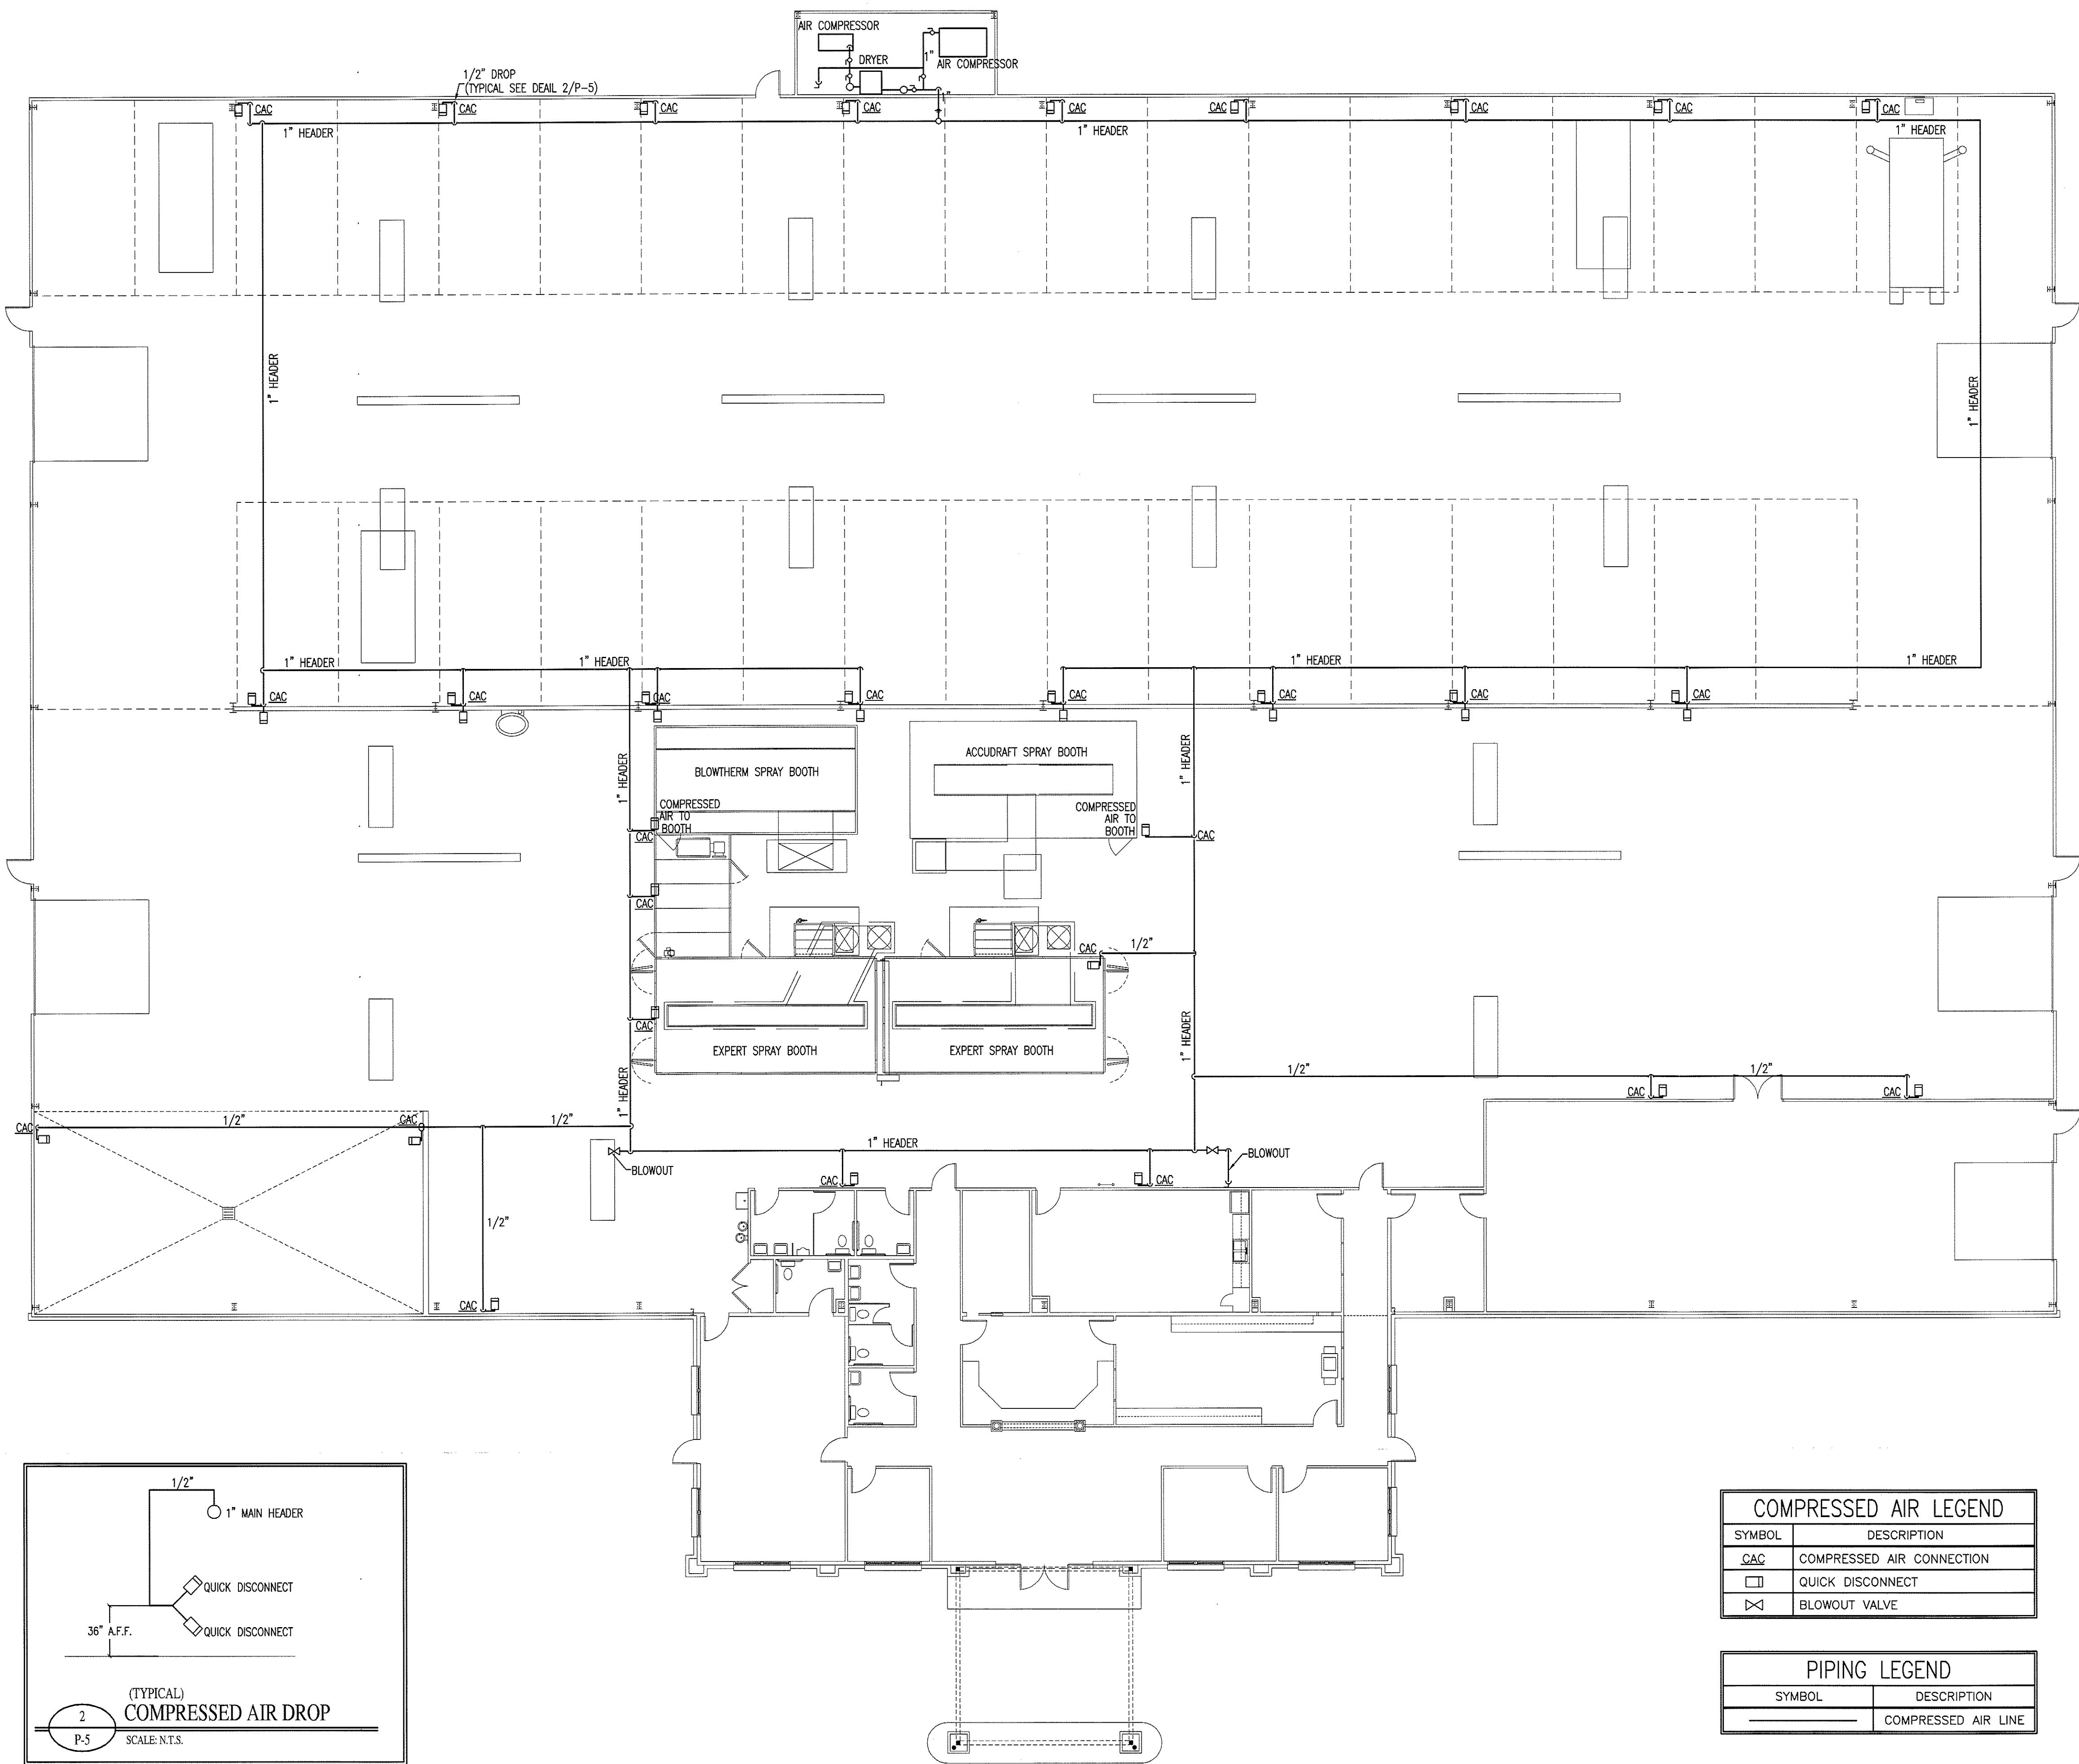 AIR COMPRESSOR
DRYER
1"
AIR COMPRESSOR
1/2" DROP
(TYPICAL SEE DEAIL 2/P-5)
1"
CAC
CAC
CAC
CAC
CAC
CAC
CAC
CAC
CAC
1" HEADER
1" HEADER
1" HEADER
1" HEADER
1" HEADER
1" HEADER
1" HEADER
1" HEADER
1" HEADER
CAC
CAC
CAC
CAC
CAC
CAC
CAC
CAC
1" HEADER
BLOWTHERM SPRAY BOOTH
ACCUDRAFT SPRAY BOOTH
1" HEADER
COMPRESSED
AIR TO
BOOTH
COMPRESSED
AIR TO
BOOTH
CAC
CAC
CAC
CAC
1/2"
CAC
EXPERT SPRAY BOOTH
EXPERT SPRAY BOOTH
1" HEADER
1" HEADER
1/2"
1/2"
CAC
CAC
CAC
1/2"
CAC
1/2"
1" HEADER
BLOWOUT
BLOWOUT
CAC
CAC
1/2"
CAC
1/2"
1" MAIN HEADER
QUICK DISCONNECT
QUICK DISCONNECT
36" A.F.F.
(TYPICAL)
2
COMPRESSED AIR DROP
P-5
SCALE: N.T.S.
COMPRESSED AIR LEGEND
SYMBOL DESCRIPTION
CAC COMPRESSED AIR CONNECTION
QUICK DISCONNECT
BLOWOUT VALVE
PIPING LEGEND
SYMBOL DESCRIPTION
COMPRESSED AIR LINE